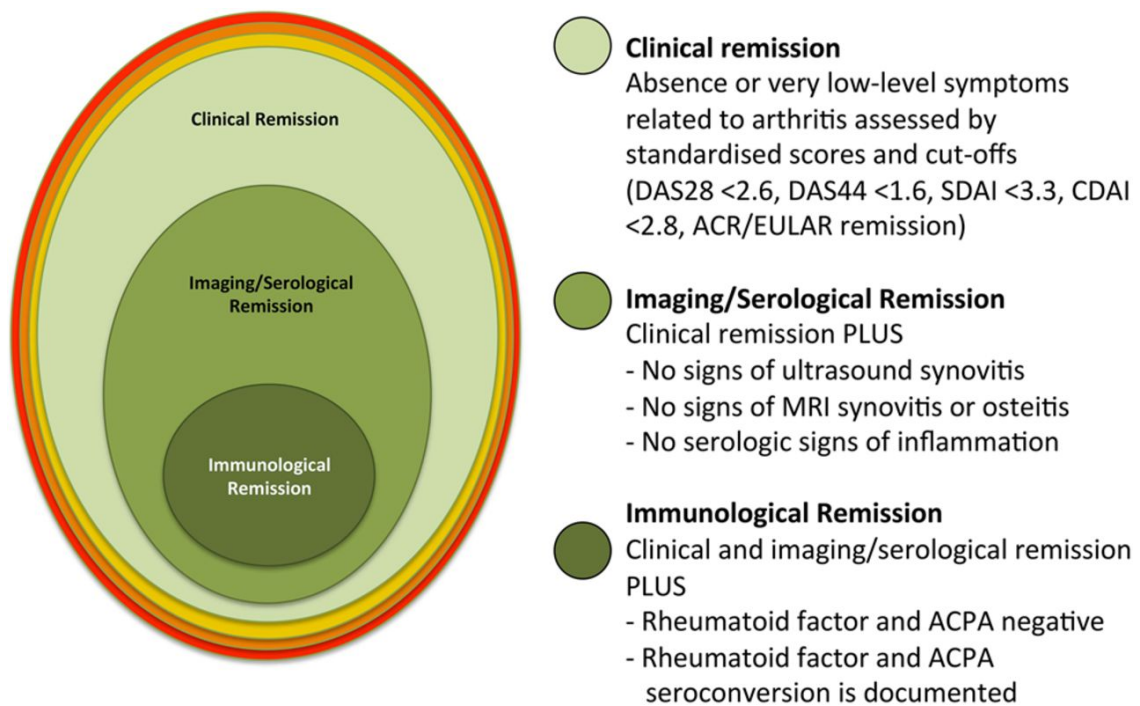 Clinical Remission
Imaging/Serological
Remission
Immunological
Remission
Clinical remission
Absence or very low-level symptoms
related to arthritis assessed by
standardised scores and cut-offs
(DAS28 <2.6, DAS44 <1.6, SDAI <3.3, CDAI
<2.8, ACR/EULAR remission)
Imaging/Serological Remission
Clinical remission PLUS
- No signs of ultrasound synovitis
- No signs of MRI synovitis or osteitis
- No serologic signs of inflammation
Immunological Remission
Clinical and imaging/serological remission
PLUS
- Rheumatoid factor and ACPA negative
- Rheumatoid factor and ACPA
seroconversion is documented